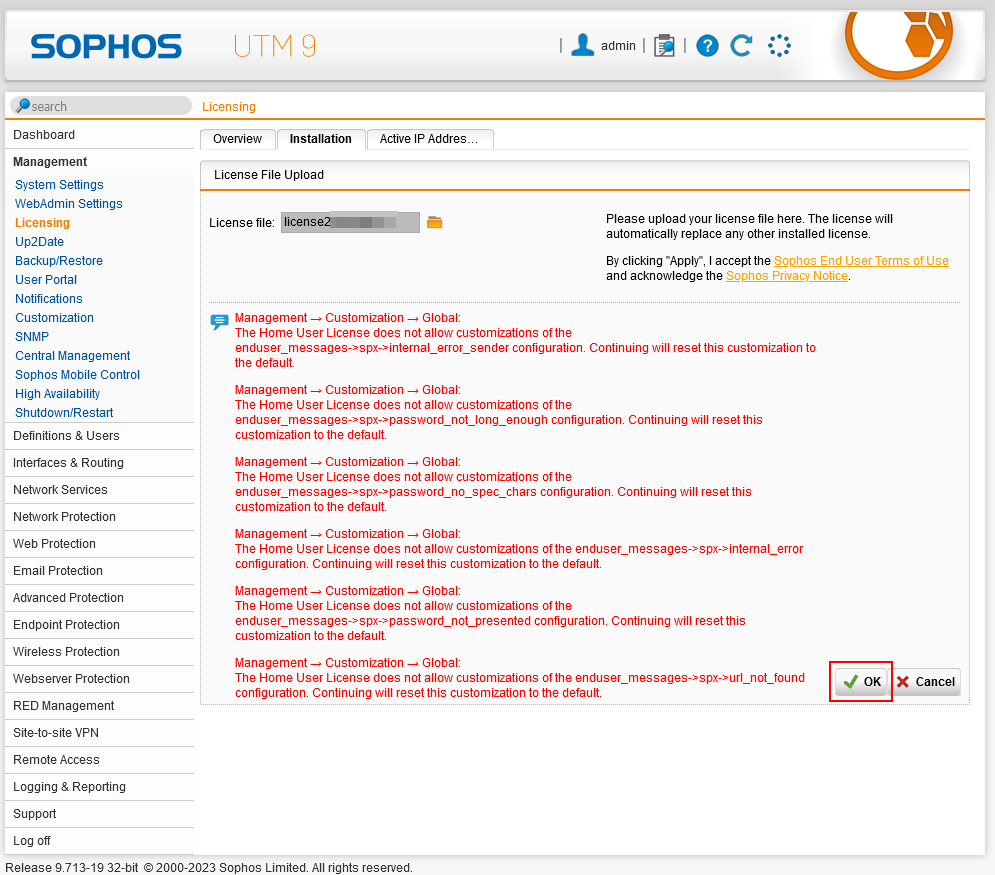 SOPHOS UTM 9 | admin | | ?
search
Licensing
Dashboard
Management
System Settings
WebAdmin Settings
Licensing
Up2Date
Backup/Restore
User Portal
Notifications
Customization
SNMP
Central Management
Sophos Mobile Control
High Availability
Shutdown/Restart
Definitions & Users
Interfaces & Routing
Network Services
Network Protection
Web Protection
Email Protection
Advanced Protection
Endpoint Protection
Wireless Protection
Webserver Protection
RED Management
Site-to-site VPN
Remote Access
Logging & Reporting
Support
Log off
Overview Installation Active IP Addres…
License File Upload
License file: license2
Please upload your license file here. The license will
automatically replace any other installed license.
By clicking "Apply", I accept the Sophos End User Terms of Use
and acknowledge the Sophos Privacy Notice.
Management → Customization → Global:
The Home User License does not allow customizations of the
enduser_messages->spx->internal_error_sender configuration. Continuing will reset this customization to
the default.
Management → Customization → Global:
The Home User License does not allow customizations of the
enduser_messages->spx->password_not_long_enough configuration. Continuing will reset this
customization to the default.
Management → Customization → Global:
The Home User License does not allow customizations of the
enduser_messages->spx->password_no_spec_chars configuration. Continuing will reset this
customization to the default.
Management → Customization → Global:
The Home User License does not allow customizations of the enduser_messages->spx->internal_error
configuration. Continuing will reset this customization to the default.
Management → Customization → Global:
The Home User License does not allow customizations of the
enduser_messages->spx->password_not_presented configuration. Continuing will reset this
customization to the default.
Management → Customization → Global:
The Home User License does not allow customizations of the enduser_messages->spx->url_not_found
configuration. Continuing will reset this customization to the default.
OK Cancel
Release 9.713-19 32-bit © 2000-2023 Sophos Limited. All rights reserved.